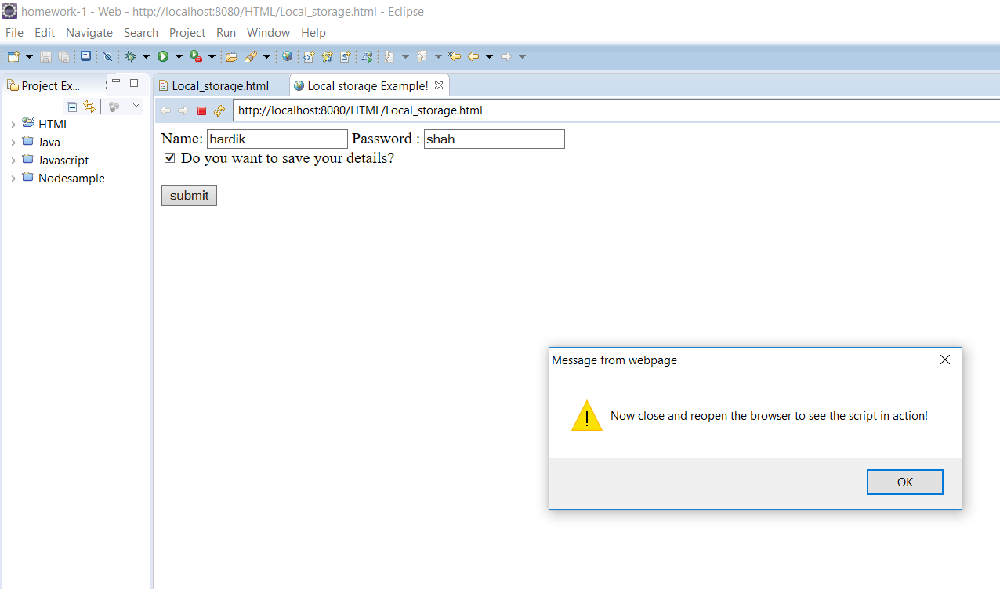 homework-1 - Web - http://localhost:8080/HTML/Local_storage.html - Eclipse
File Edit Navigate Search Project Run Window Help
Project Ex... Local_storage.html Local storage Example!
http://localhost:8080/HTML/Local_storage.html
HTML
Java
Javascript
Nodesample
Name: hardik Password : shah
Do you want to save your details?
submit
Message from webpage
Now close and reopen the browser to see the script in action!
OK